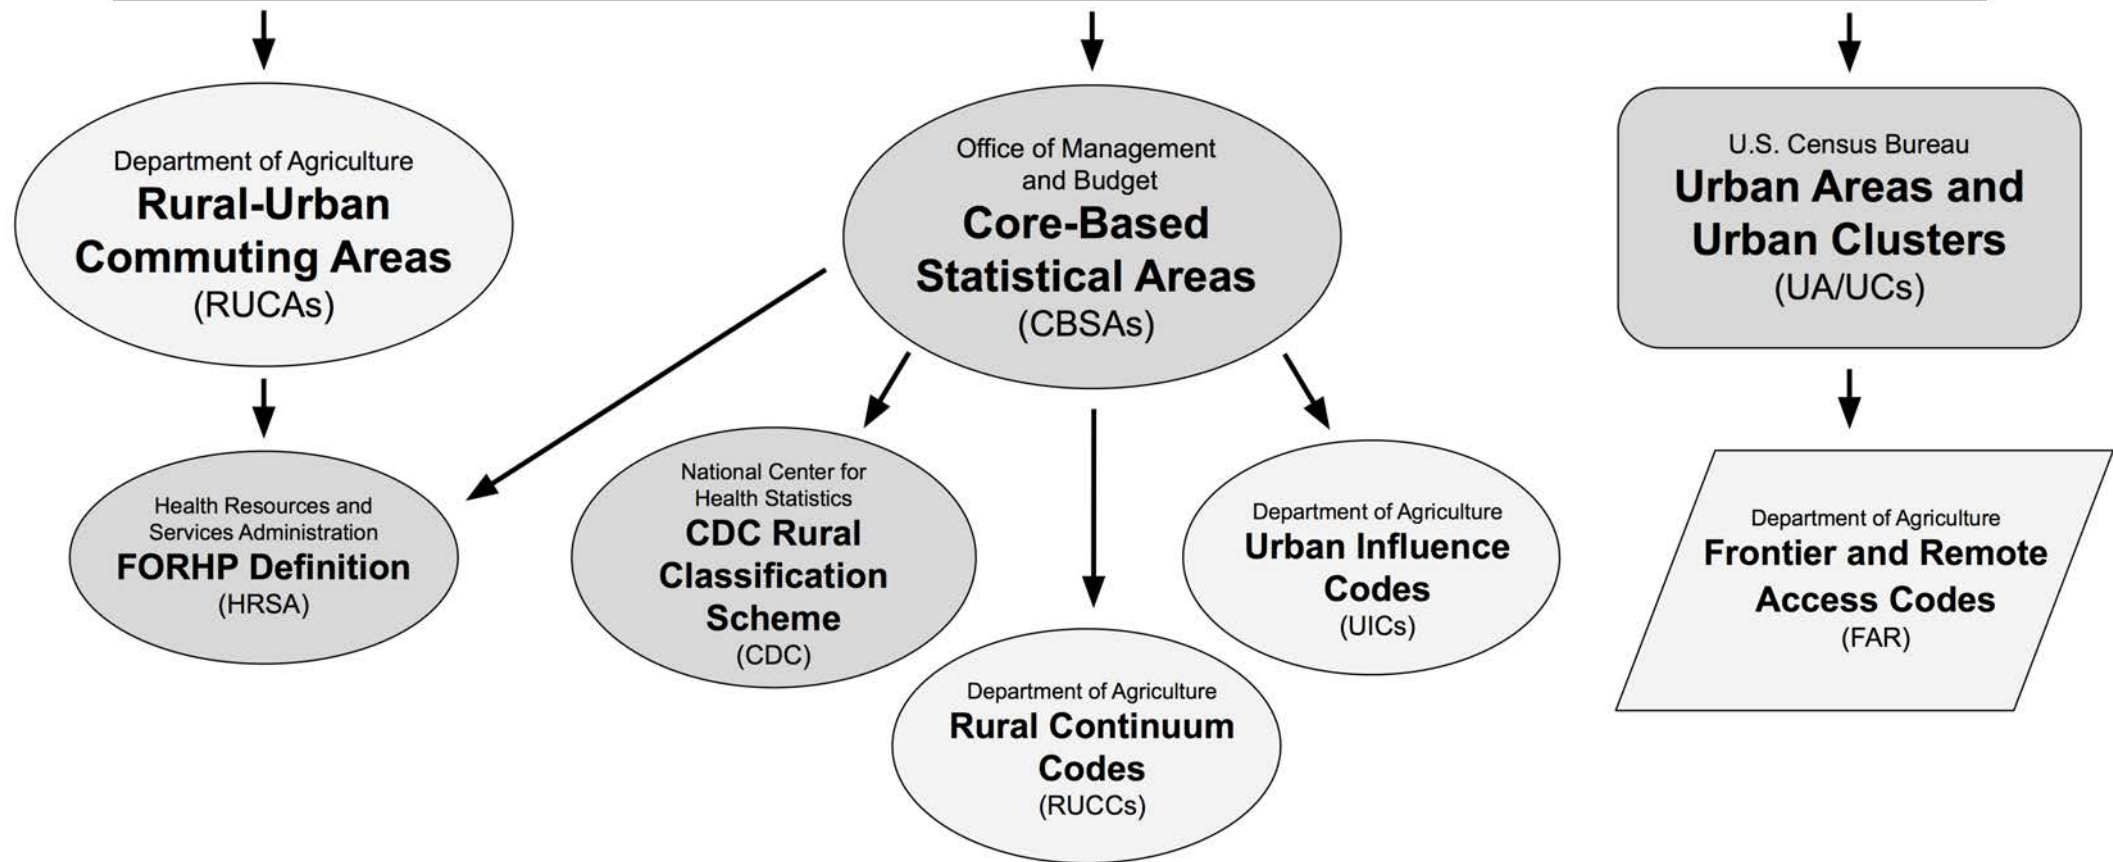 Department of Agriculture
Rural-Urban
Commuting Areas
(RUCAs)
Office of Management
and Budget
Core-Based
Statistical Areas
(CBSAs)
U.S. Census Bureau
Urban Areas and
Urban Clusters
(UA/UCs)
Health Resources and
Services Administration
FORHP Definition
(HRSA)
National Center for
Health Statistics
CDC Rural
Classification
Scheme
(CDC)
Department of Agriculture
Rural Continuum
Codes
(RUCCs)
Department of Agriculture
Urban Influence
Codes
(UICs)
Department of Agriculture
Frontier and Remote
Access Codes
(FAR)